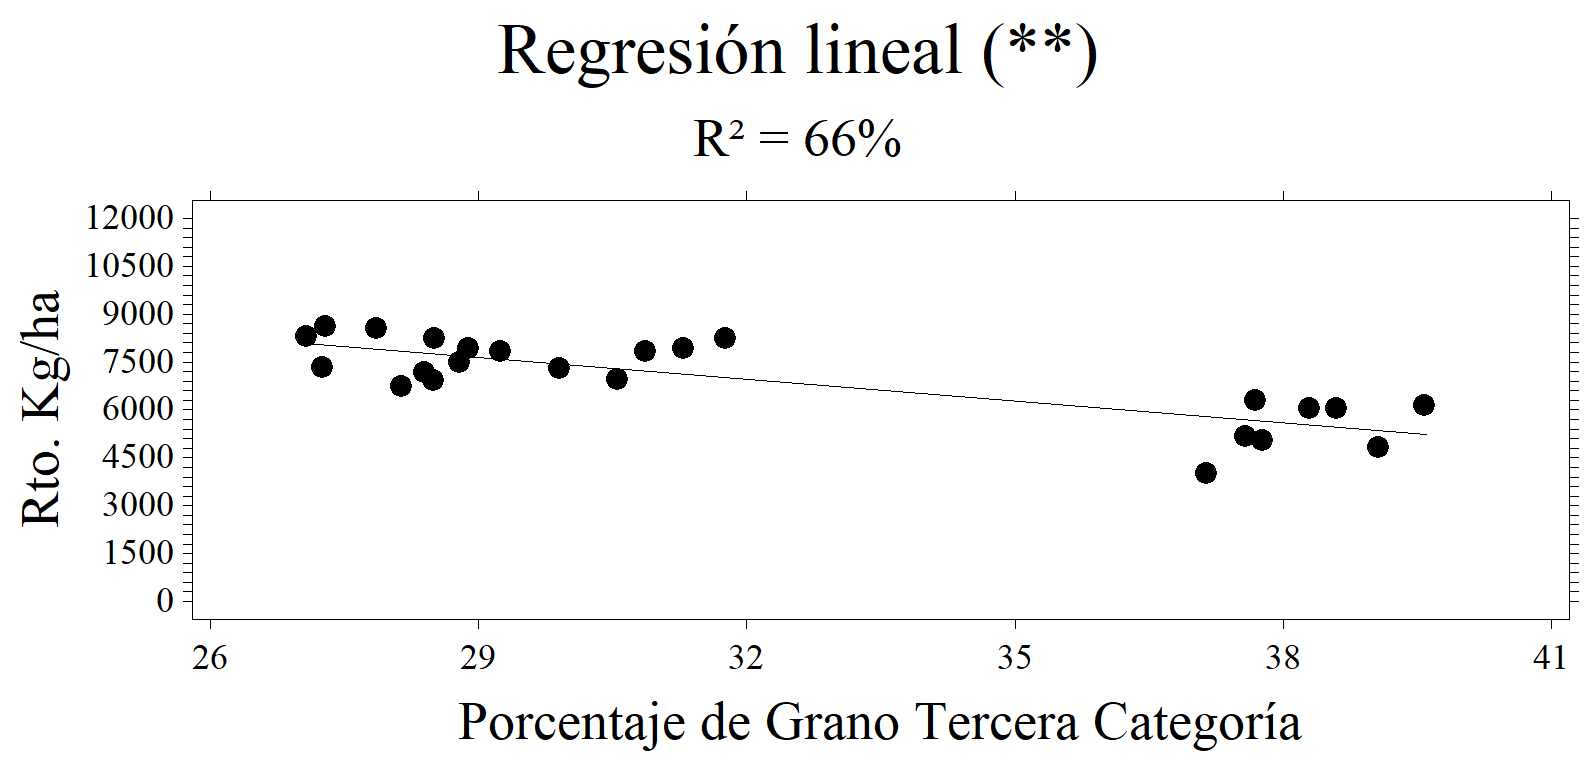 Regresión lineal (**)
R² = 66%
12000
10500
9000
7500
6000
4500
3000
1500
0
Rto. Kg/ha
26 29 32 35 38 41
Porcentaje de Grano Tercera Categoría